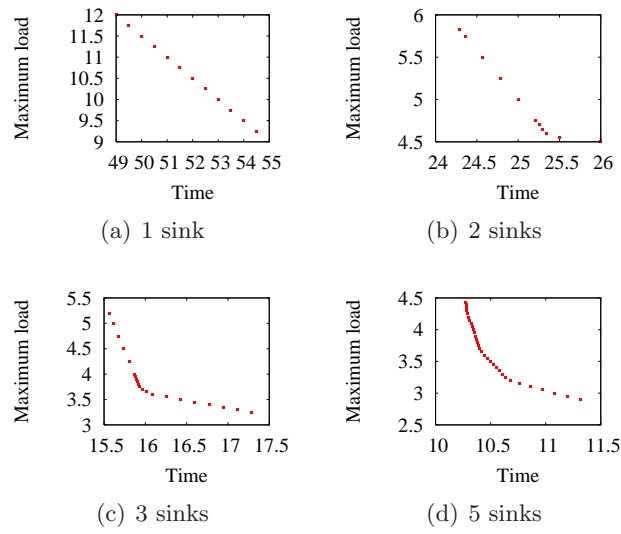 12
11.5
11
10.5
10
9.5
9
Maximum load
49 50 51 52 53 54 55
Time
(a) 1 sink
6
5.5
5
4.5
Maximum load
24 24.5 25 25.5 26
Time
(b) 2 sinks
5.5
5
4.5
4
3.5
3
Maximum load
15.5 16 16.5 17 17.5
Time
(c) 3 sinks
4.5
4
3.5
3
2.5
Maximum load
10 10.5 11 11.5
Time
(d) 5 sinks